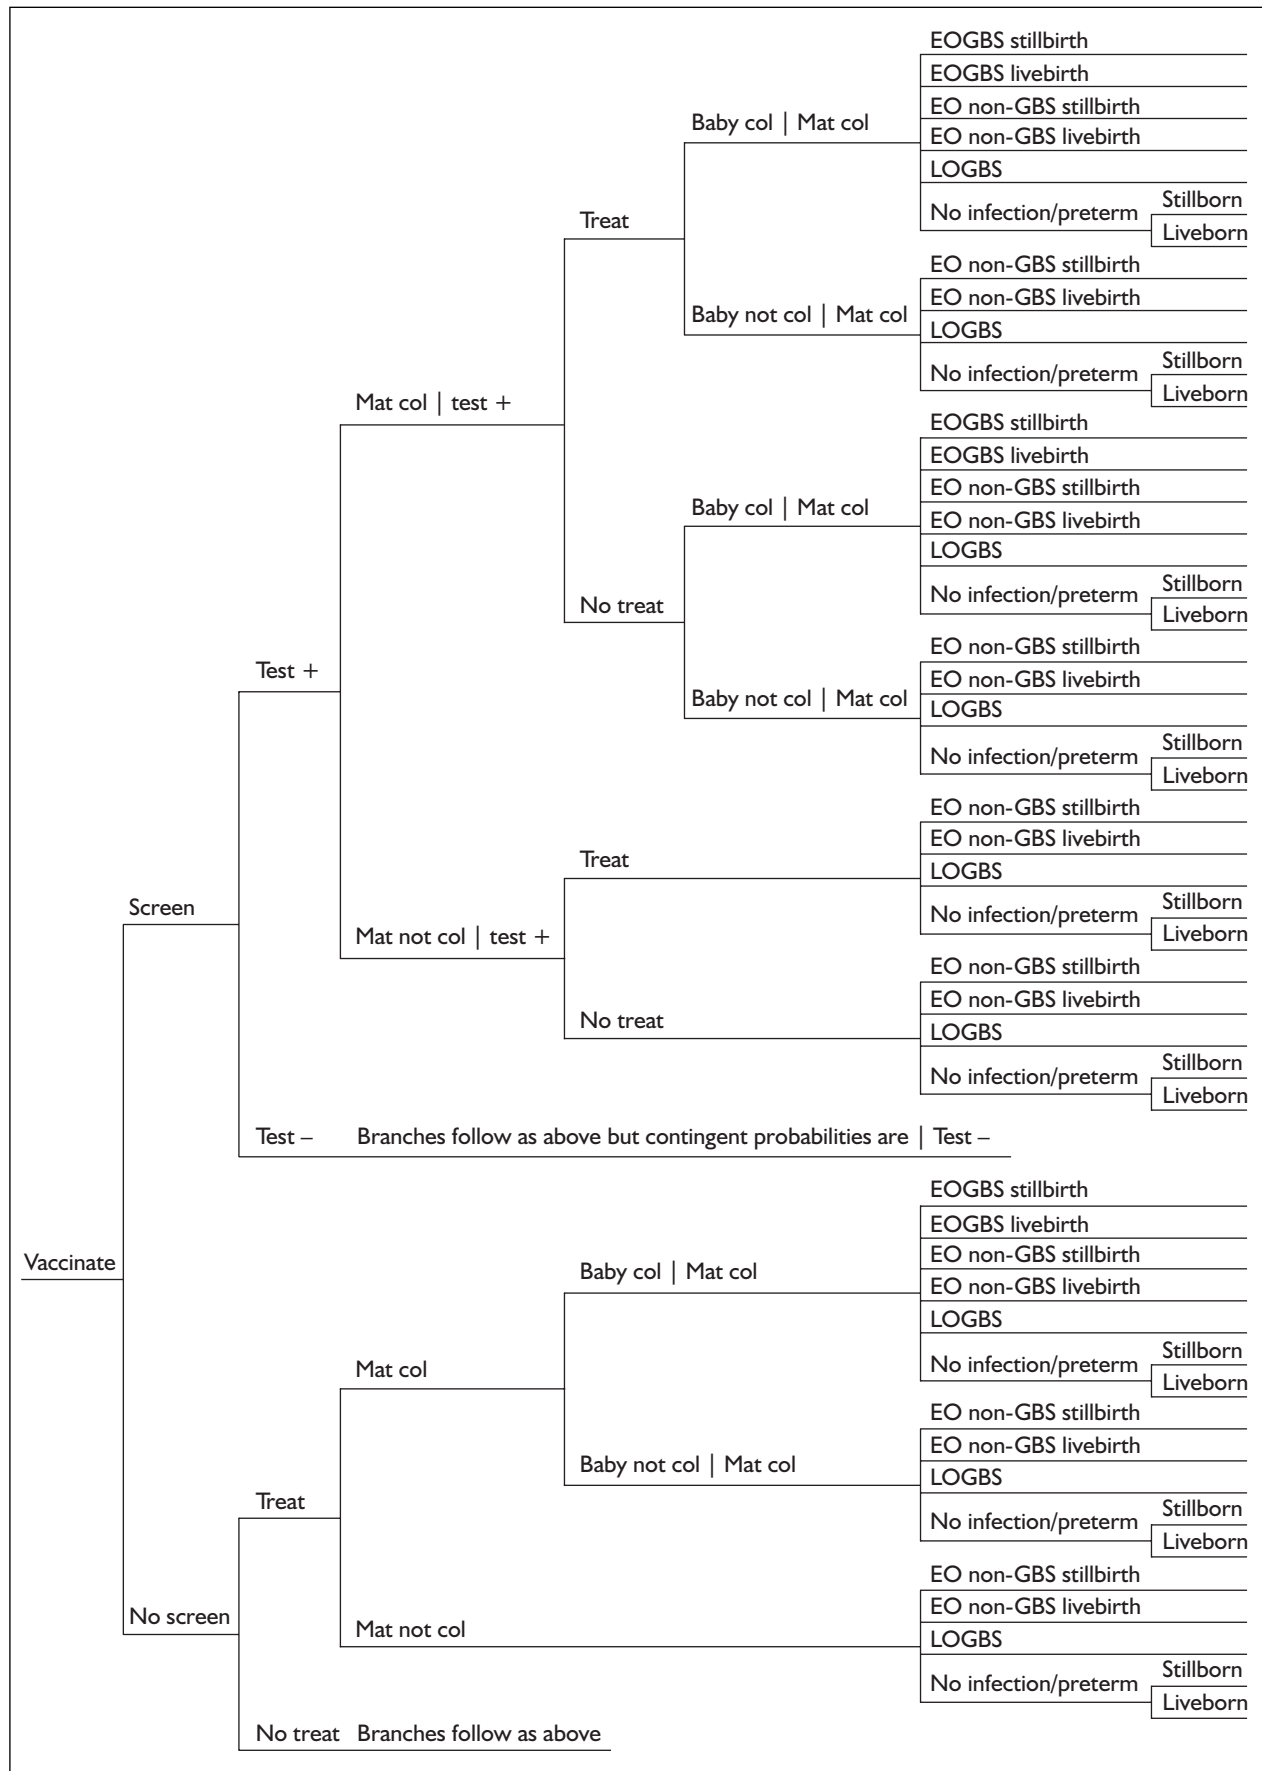 EOGBS stillbirth
EOGBS livebirth
EO non-GBS stillbirth
Baby col | Mat col
EO non-GBS livebirth
LOGBS
Stillborn
No infection/preterm
Treat
Liveborn
EO non-GBS stillbirth
EO non-GBS livebirth
Baby not col | Mat col
LOGBS
Stillborn
No infection/preterm
Liveborn
Mat col | test +
EOGBS stillbirth
EOGBS livebirth
EO non-GBS stillbirth
Baby col | Mat col
EO non-GBS livebirth
LOGBS
Stillborn
No infection/preterm
No treat
Liveborn
EO non-GBS stillbirth
Test +
EO non-GBS livebirth
Baby not col | Mat col
LOGBS
Stillborn
No infection/preterm
Liveborn
EO non-GBS stillbirth
EO non-GBS livebirth
Treat
LOGBS
Stillborn
Screen
No infection/preterm
Liveborn
Mat not col | test +
EO non-GBS stillbirth
EO non-GBS livebirth
No treat
LOGBS
Stillborn
No infection/preterm
Liveborn
Test – Branches follow as above but contingent probabilities are | Test –
EOGBS stillbirth
EOGBS livebirth
EO non-GBS stillbirth
Vaccinate
Baby col | Mat col
EO non-GBS livebirth
LOGBS
Stillborn
No infection/preterm
Mat col
Liveborn
EO non-GBS stillbirth
EO non-GBS livebirth
Baby not col | Mat col
LOGBS
Treat
Stillborn
No infection/preterm
Liveborn
EO non-GBS stillbirth
EO non-GBS livebirth
No screen
Mat not col
LOGBS
Stillborn
No infection/preterm
Liveborn
No treat Branches follow as above